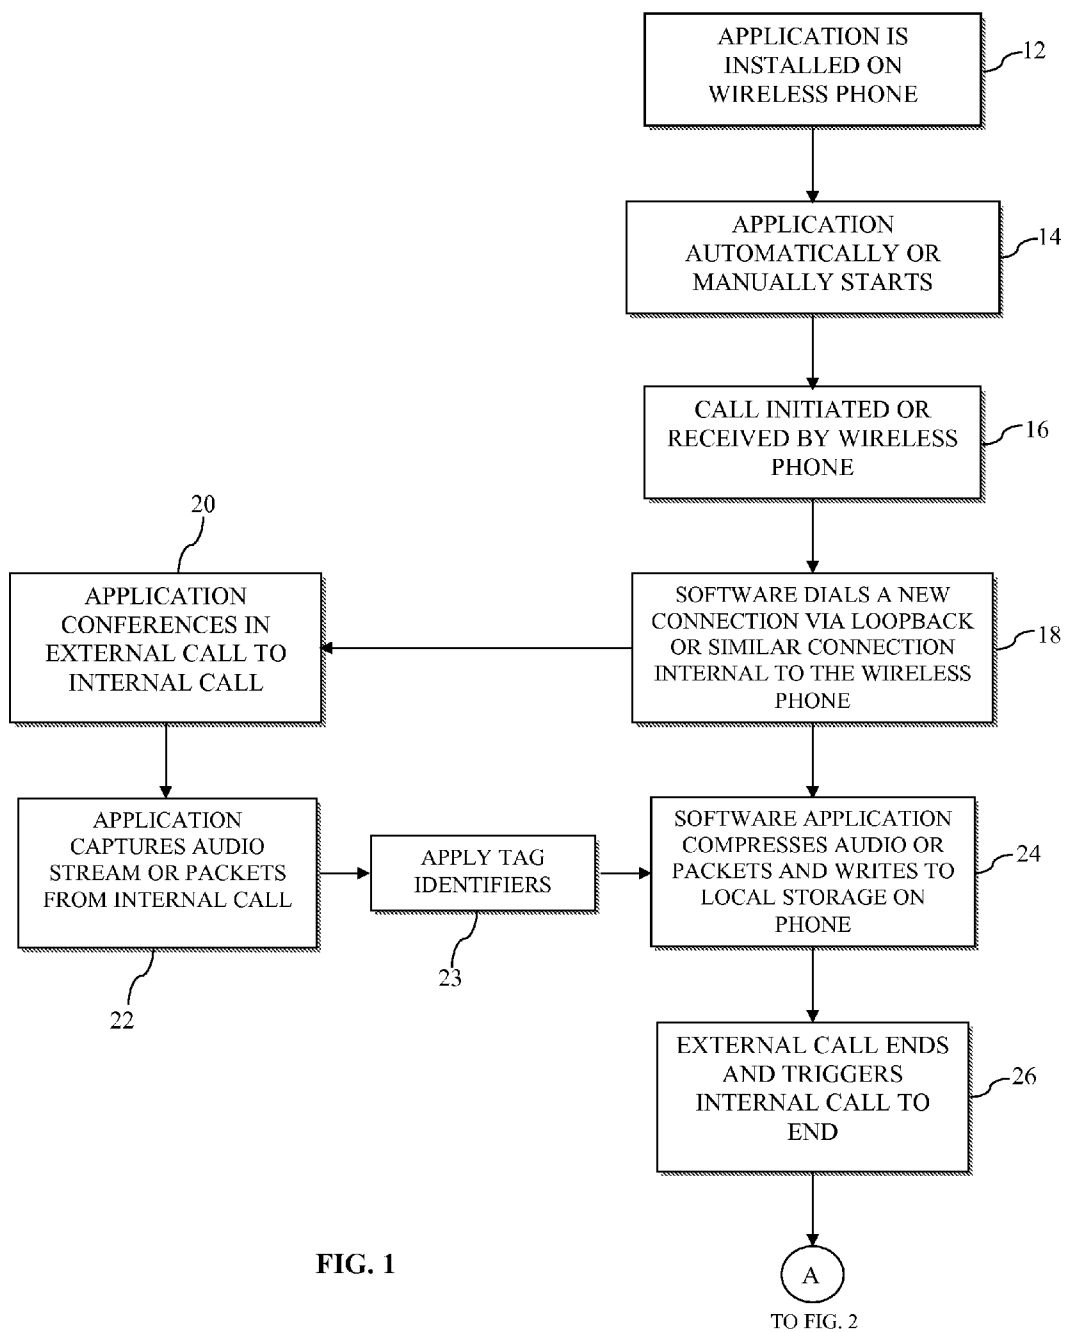 APPLICATION IS
INSTALLED ON
WIRELESS PHONE
12
APPLICATION
AUTOMATICALLY OR
MANUALLY STARTS
14
CALL INITIATED OR
RECEIVED BY WIRELESS
PHONE
16
SOFTWARE DIALS A NEW
CONNECTION VIA LOOPBACK
OR SIMILAR CONNECTION
INTERNAL TO THE WIRELESS
PHONE
18
20
APPLICATION
CONFERENCES IN
EXTERNAL CALL TO
INTERNAL CALL
APPLICATION
CAPTURES AUDIO
STREAM OR PACKETS
FROM INTERNAL CALL
22
APPLY TAG
IDENTIFIERS
23
SOFTWARE APPLICATION
COMPRESSES AUDIO OR
PACKETS AND WRITES TO
LOCAL STORAGE ON
PHONE
24
EXTERNAL CALL ENDS
AND TRIGGERS
INTERNAL CALL TO
END
26
A
TO FIG. 2
FIG. 1